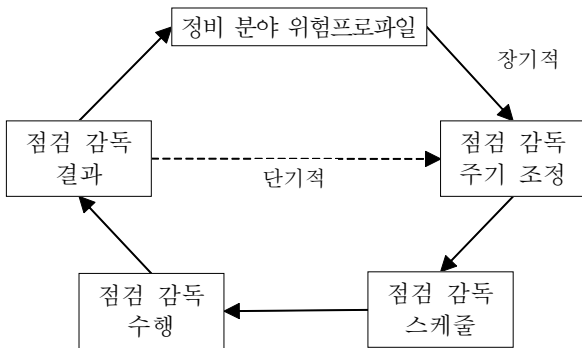 정비 분야 위험프로파일
장기적
점검 감독
결과
점검 감독
주기 조정
단기적
점검 감독
수행
점검 감독
스케줄